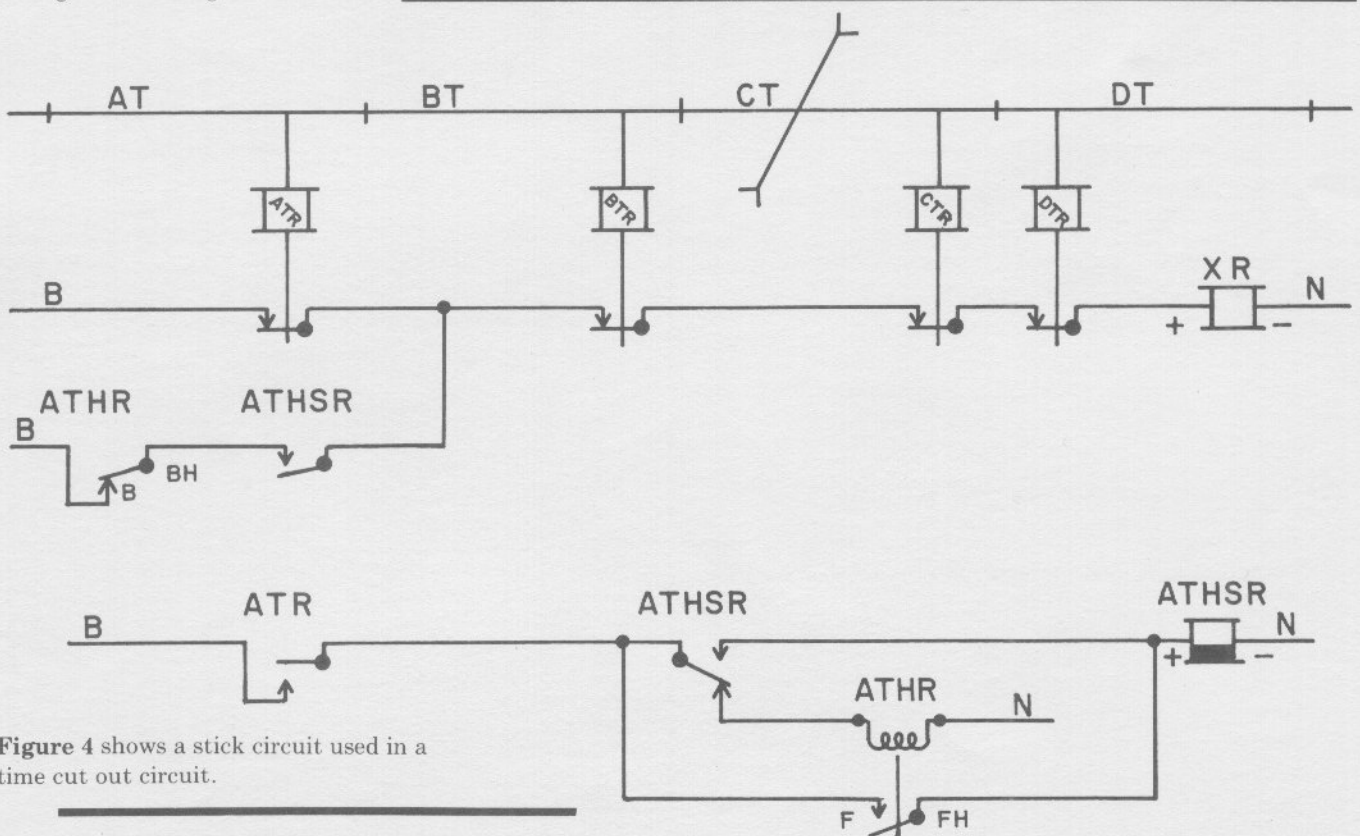 AT BT CT DT
ATR BTR CTR DTR
XR
B N
+ −
ATHR ATHSR
B
BH
B
ATR ATHSR ATHSR
B N
+ −
ATHR
N
Figure 4 shows a stick circuit used in a
time cut out circuit.
F FH